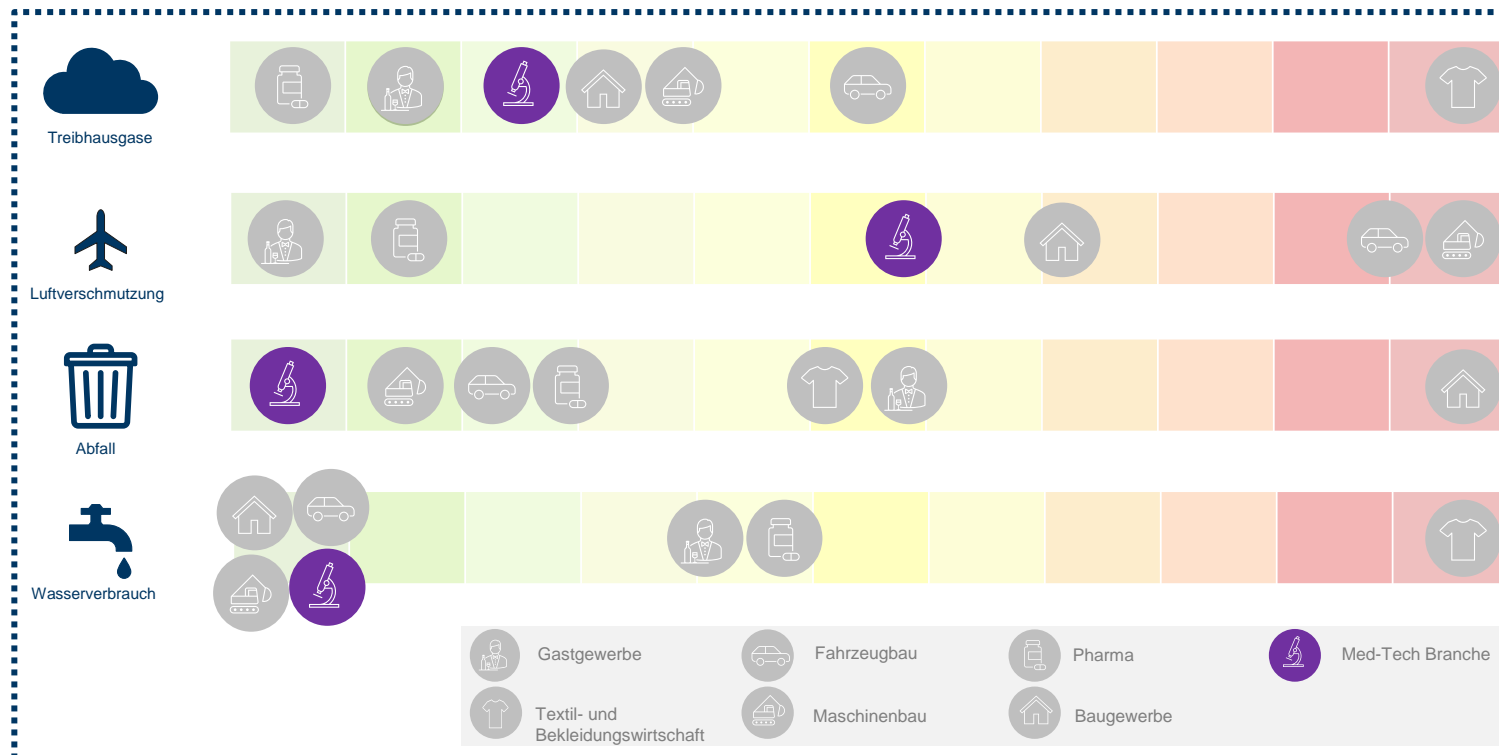 Treibhausgase
Luftverschmutzung
Abfall
Wasserverbrauch
Gastgewerbe
Fahrzeugbau
Pharma
Med-Tech Branche
Textil- und
Bekleidungswirtschaft
Maschinenbau
Baugewerbe